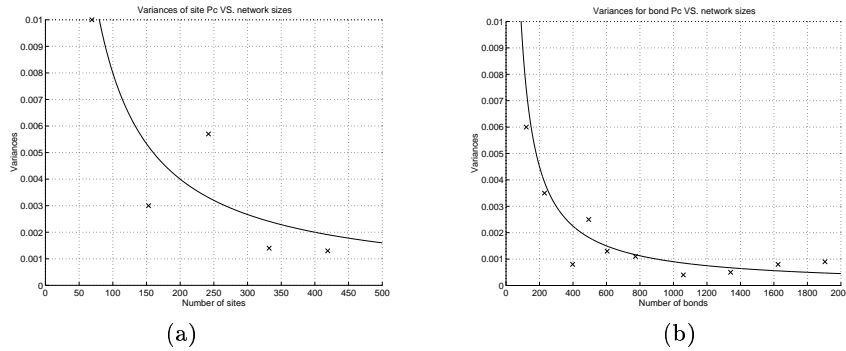 Variances of site Pc VS. network sizes
0.01
0.009
0.008
0.007
0.006
0.005
0.004
0.003
0.002
0.001
0
Variances
0 50 100 150 200 250 300 350 400 450 500
Number of sites
(a)
Variances for bond Pc VS. network sizes
0.01
0.009
0.008
0.007
0.006
0.005
0.004
0.003
0.002
0.001
0
Variances
0 200 400 600 800 1000 1200 1400 1600 1800 2000
Number of bonds
(b)